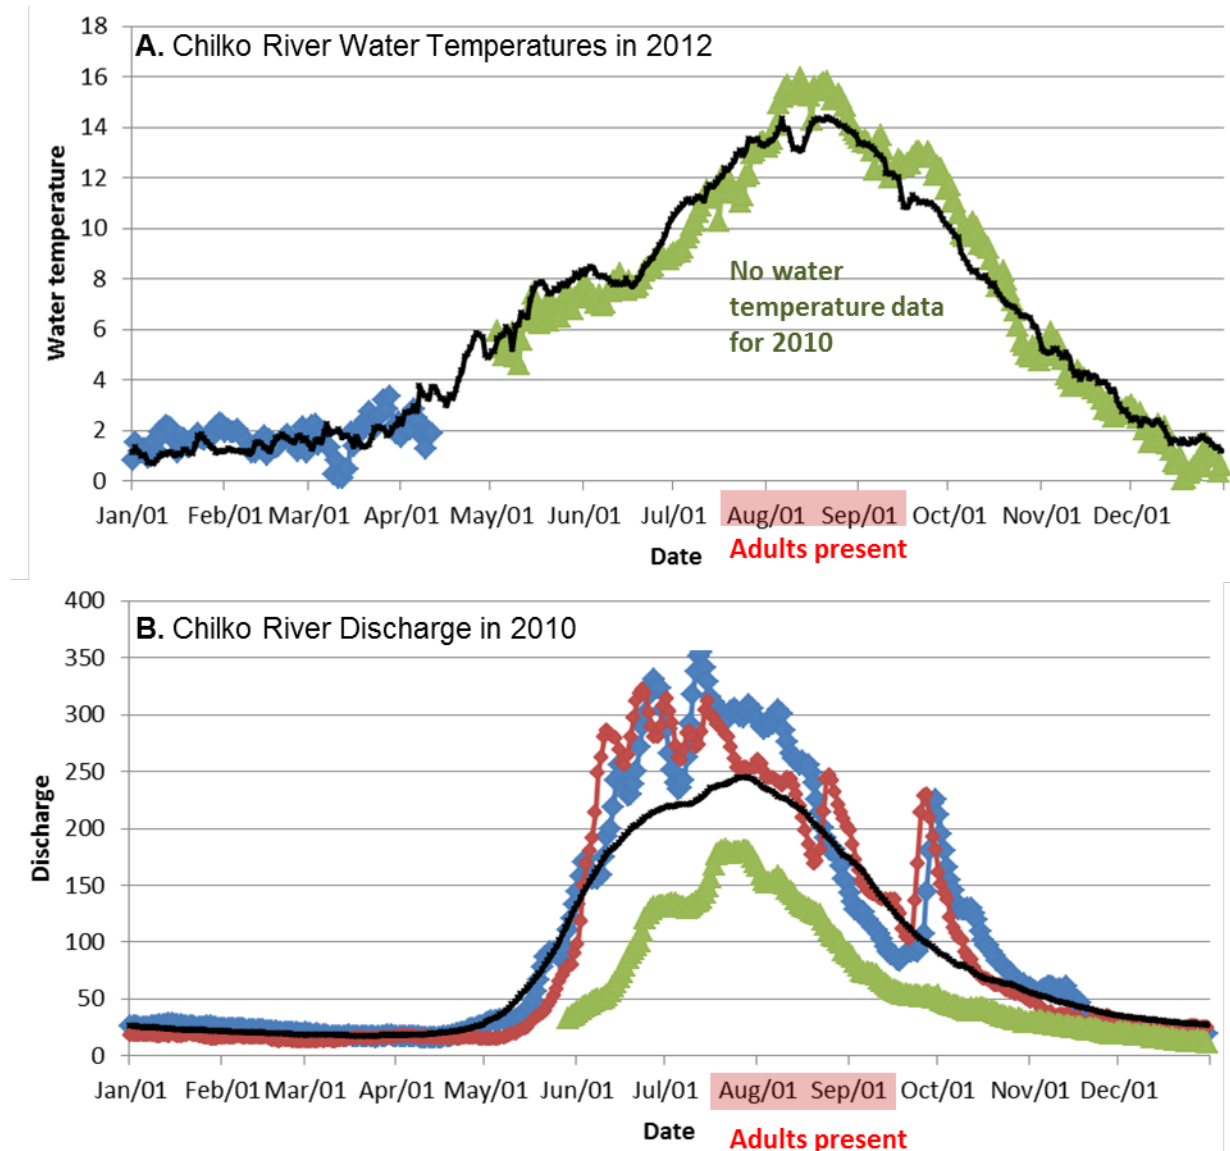 A. Chilko River Water Temperatures in 2012
18
16
14
12
10
8
6
4
2
0
Water temperature
No water
temperature data
for 2010
Jan/01 Feb/01 Mar/01 Apr/01 May/01 Jun/01 Jul/01 Aug/01 Sep/01 Oct/01 Nov/01 Dec/01
Date
Adults present
B. Chilko River Discharge in 2010
400
350
300
250
200
150
100
50
0
Discharge
Jan/01 Feb/01 Mar/01 Apr/01 May/01 Jun/01 Jul/01 Aug/01 Sep/01 Oct/01 Nov/01 Dec/01
Date
Adults present